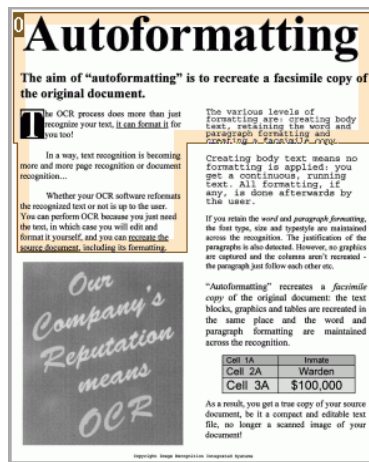 0
Autoformatting
The aim of “autoformatting” is to recreate a facsimile copy of
the original document.
The OCR process does more than just
recognize your text, it can format it for
you too!
In a way, text recognition is becoming
more and more page recognition or document
recognition...
Whether your OCR software reformats
the recognized text or not is up to the user.
You can perform OCR because you just need
the text, in which case you will edit and
format it yourself, and you can recreate the
source document, including its formatting.
Our
Company's
Reputation
means
OCR
The various levels of
formatting are: creating body
text, retaining the word and
paragraph formatting and
creating a facsimile copy.
Creating body text means no
formatting is applied: you
get a continuous, running
text. All formatting, if
any, is done afterwards by
the user.
If you retain the word and paragraph formatting,
the font type, size and typestyle are maintained
across the recognition. The justification of the
paragraphs is also detected. However, no graphics
are captured and the columns aren't recreated -
the paragraph just follow each other etc.
“Autoformatting” recreates a facsimile
copy of the original document: the text
blocks, graphics and tables are recreated in
the same place and the word and
paragraph formatting are maintained
across the recognition.
Cell 1A Inmate
Cell 2A Warden
Cell 3A $100,000
As a result, you get a true copy of your source
document, be it a compact and editable text
file, no longer a scanned image of your
document!
Copyright Image Recognition Integrated Systems